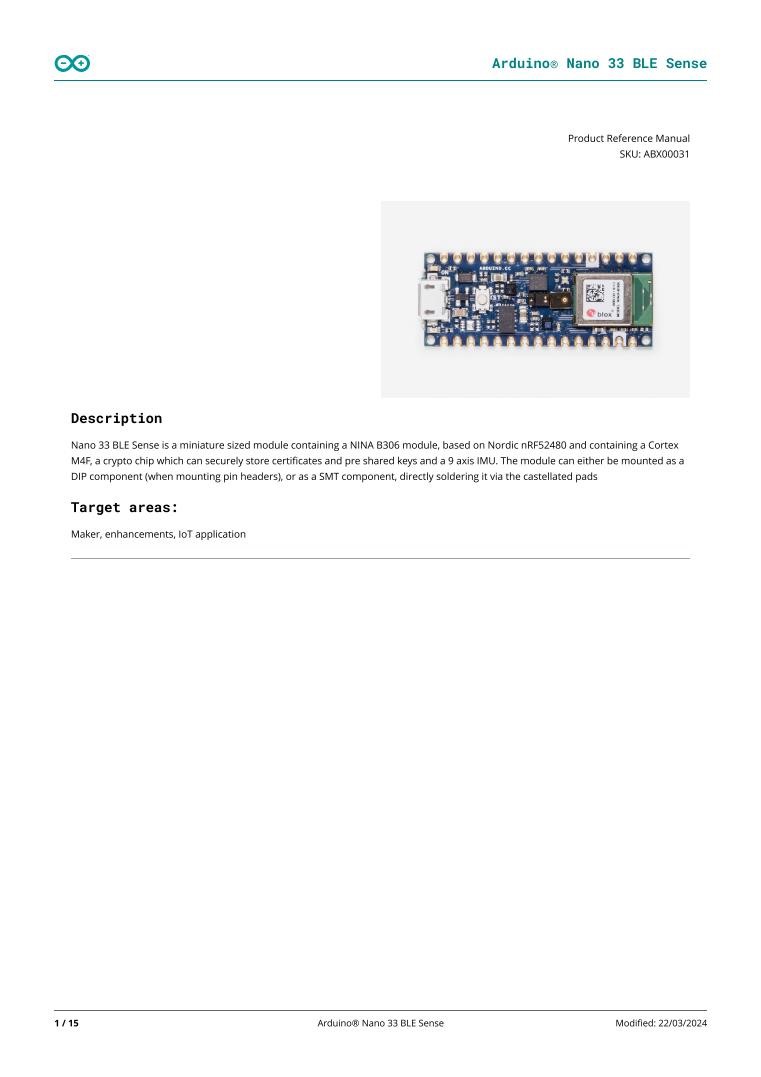 Arduino® Nano 33 BLE Sense
Product Reference Manual
SKU: ABX00031
ARDUINO.CC
blox
Description
Nano 33 BLE Sense is a miniature sized module containing a NINA B306 module, based on Nordic nRF52480 and containing a Cortex
M4F, a crypto chip which can securely store certificates and pre shared keys and a 9 axis IMU. The module can either be mounted as a
DIP component (when mounting pin headers), or as a SMT component, directly soldering it via the castellated pads
Target areas:
Maker, enhancements, IoT application
1 / 15
Arduino® Nano 33 BLE Sense
Modified: 22/03/2024